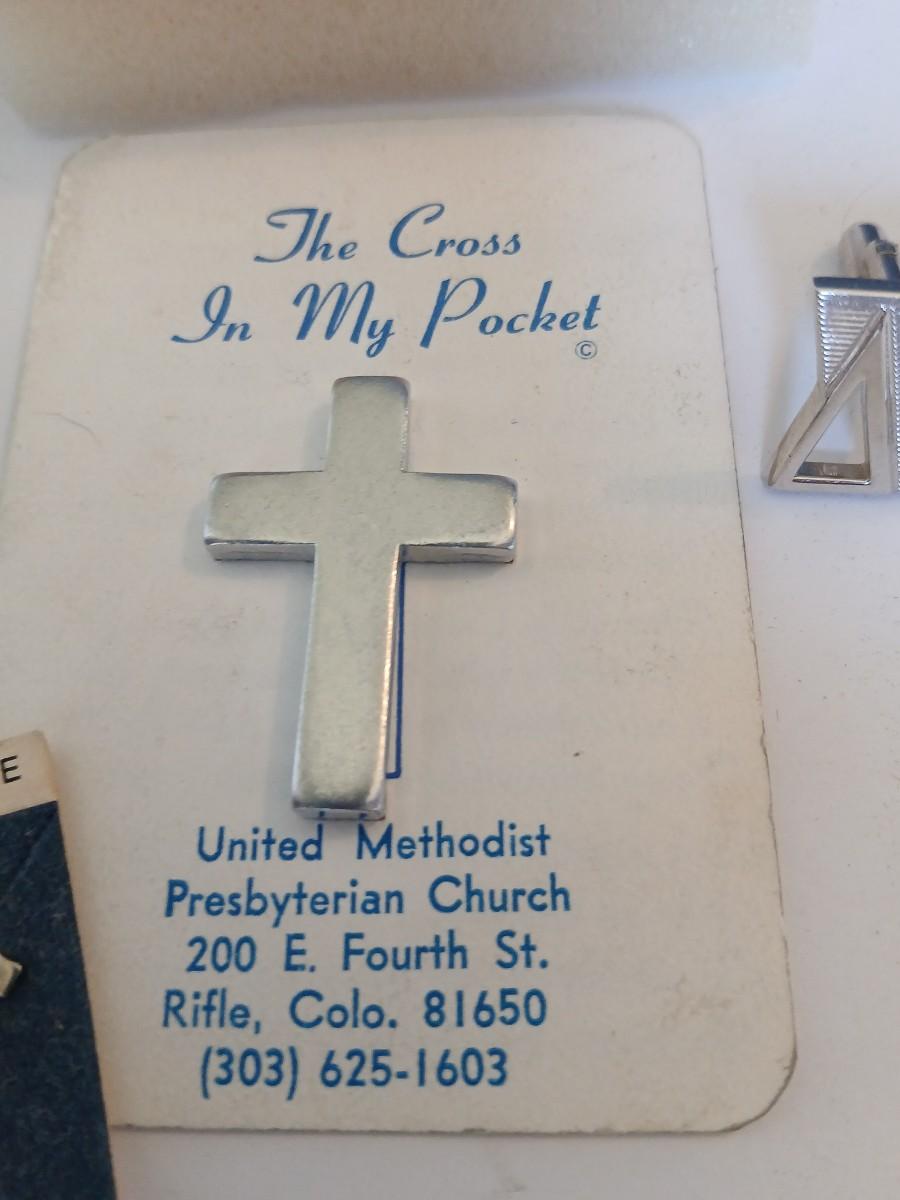 The Cross
In My Pocket
©
United Methodist
Presbyterian Church
200 E. Fourth St.
Rifle, Colo. 81650
(303) 625-1603
E